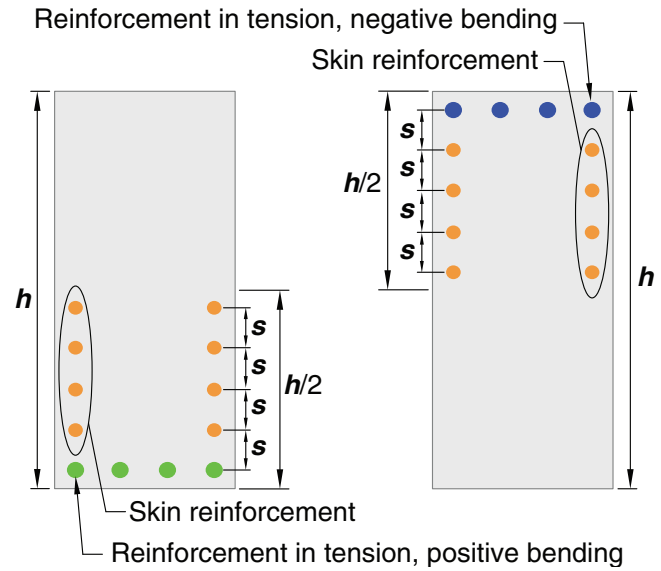 Reinforcement in tension, negative bending
Skin reinforcement
h
s
s
s
s
h/2
Skin reinforcement
Reinforcement in tension, positive bending
h/2
s
s
s
s
h